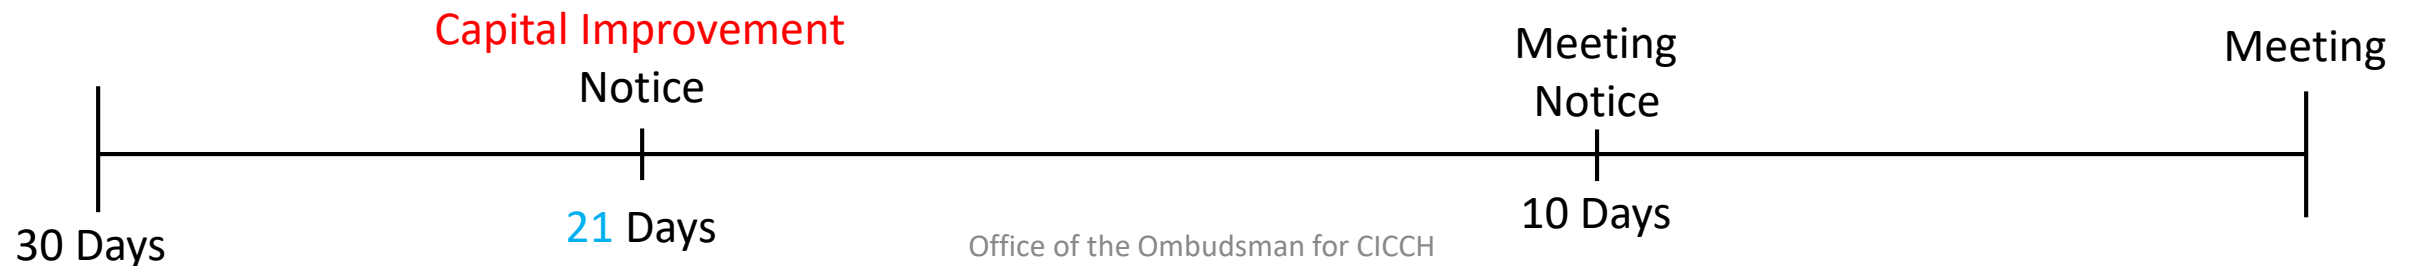 Capital Improvement
Notice
Meeting
Notice
Meeting
30 Days
21 Days
10 Days
Office of the Ombudsman for CICCH